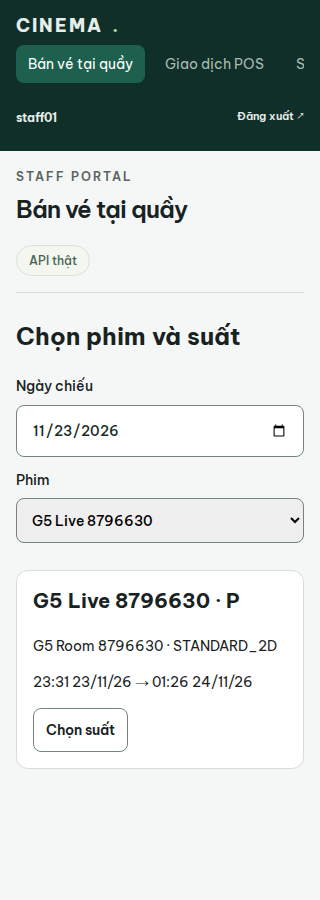 CINEMA .
Bán vé tại quầy Giao dịch POS S
staff01 Đăng xuất ↗
STAFF PORTAL
Bán vé tại quầy
API thật
Chọn phim và suất
Ngày chiếu
11/23/2026
Phim
G5 Live 8796630
G5 Live 8796630 · P
G5 Room 8796630 · STANDARD_2D
23:31 23/11/26 → 01:26 24/11/26
Chọn suất